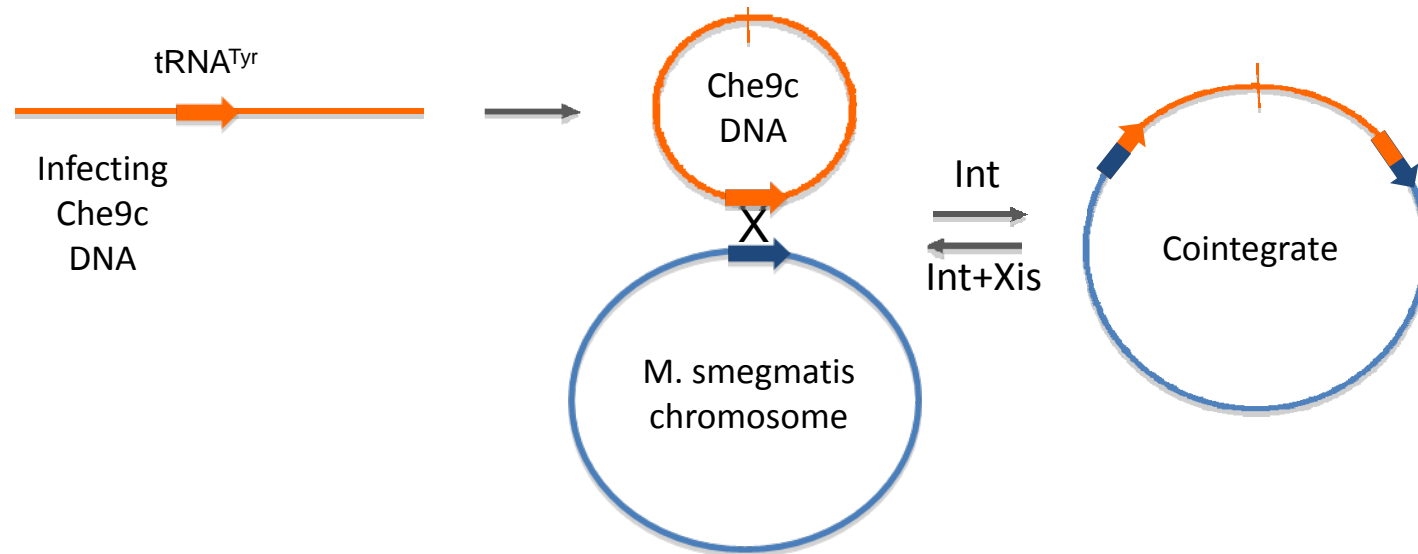 tRNATyr
Infecting
Che9c
DNA
Che9c
DNA
X
M. smegmatis
chromosome
Int
Int+Xis
Cointegrate